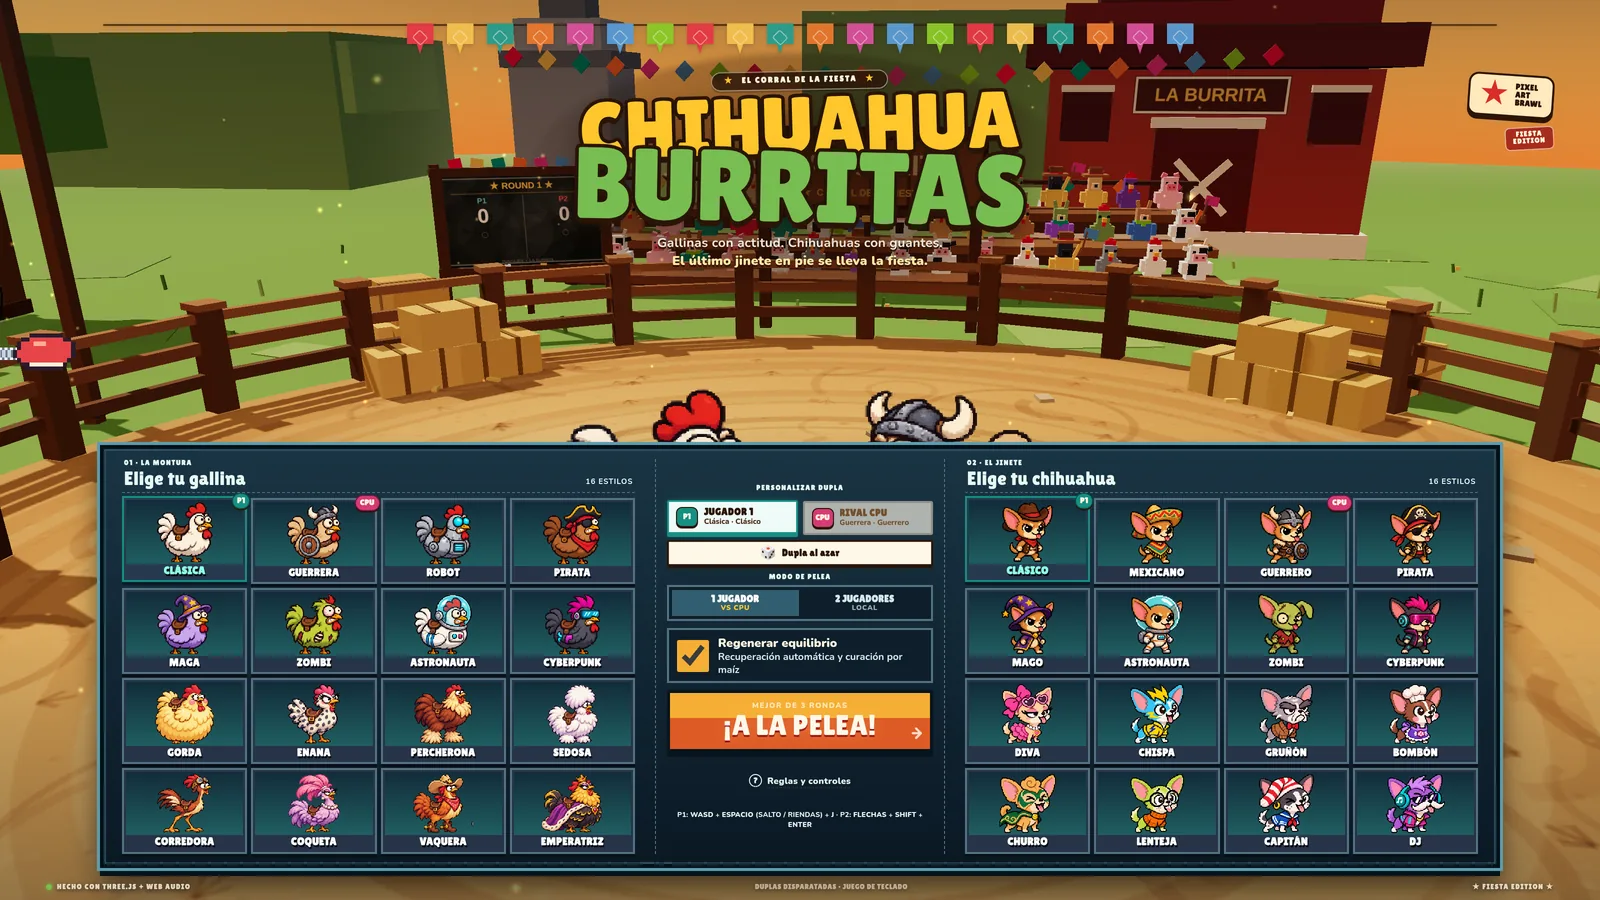 ★ EL CORRAL DE LA FIESTA ★
CHIHUAHUA
BURRITAS
Gallinas con actitud. Chihuahuas con guantes.
El último jinete en pie se lleva la fiesta.
LA BURRITA
PIXEL
ART
BRAWL
FIESTA
EDITION
★ ROUND 1 ★
P1
P2
0
0
01 · LA MONTURA
Elige tu gallina
16 ESTILOS
P1
CLÁSICA
CPU
GUERRERA
ROBOT
PIRATA
MAGA
ZOMBI
ASTRONAUTA
CYBERPUNK
GORDA
ENANA
PERCHERONA
SEDOSA
CORREDORA
COQUETA
VAQUERA
EMPERATRIZ
PERSONALIZAR DUPLA
P1
JUGADOR 1
Clásica · Clásico
CPU
RIVAL CPU
Guerrera · Guerrero
Dupla al azar
MODO DE PELEA
1 JUGADOR
VS CPU
2 JUGADORES
LOCAL
Regenerar equilibrio
Recuperación automática y curación por
maíz
MEJOR DE 3 RONDAS
¡A LA PELEA! →
? Reglas y controles
P1: WASD + ESPACIO (SALTO / RIENDAS) + J · P2: FLECHAS + SHIFT +
ENTER
02 · EL JINETE
Elige tu chihuahua
16 ESTILOS
P1
CLÁSICO
MEXICANO
CPU
GUERRERO
PIRATA
MAGO
ASTRONAUTA
ZOMBI
CYBERPUNK
DIVA
CHISPA
GRUÑÓN
BOMBÓN
CHURRO
LENTEJA
CAPITÁN
DJ
HECHO CON THREE.JS + WEB AUDIO
DUPLAS DISPARATADAS · JUEGO DE TECLADO
★ FIESTA EDITION ★